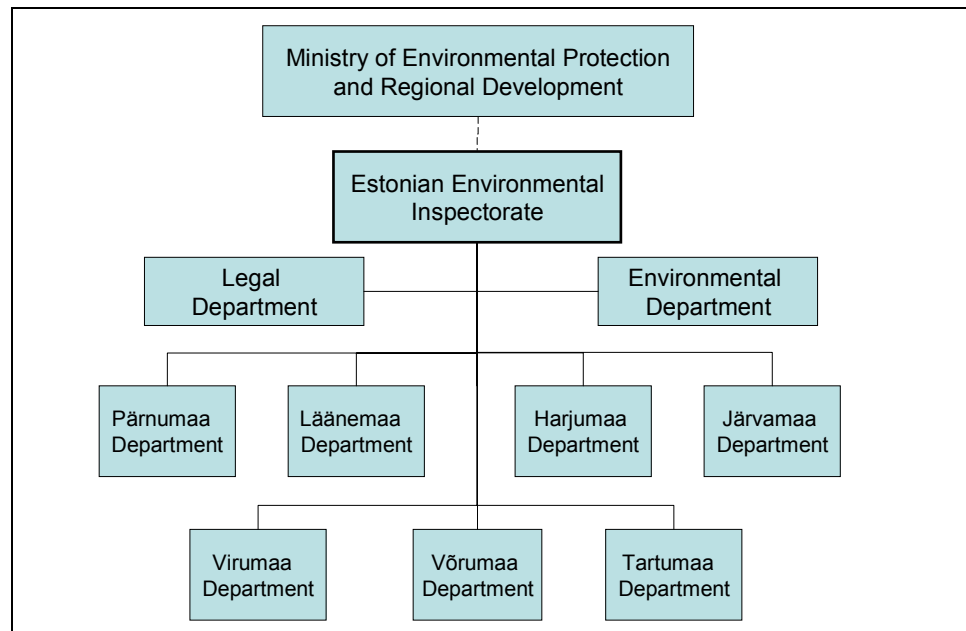 Ministry of Environmental Protection
and Regional Development
Estonian Environmental
Inspectorate
Legal
Department
Environmental
Department
Pärnumaa
Department
Läänemaa
Department
Harjumaa
Department
Järvamaa
Department
Virumaa
Department
Võrumaa
Department
Tartumaa
Department